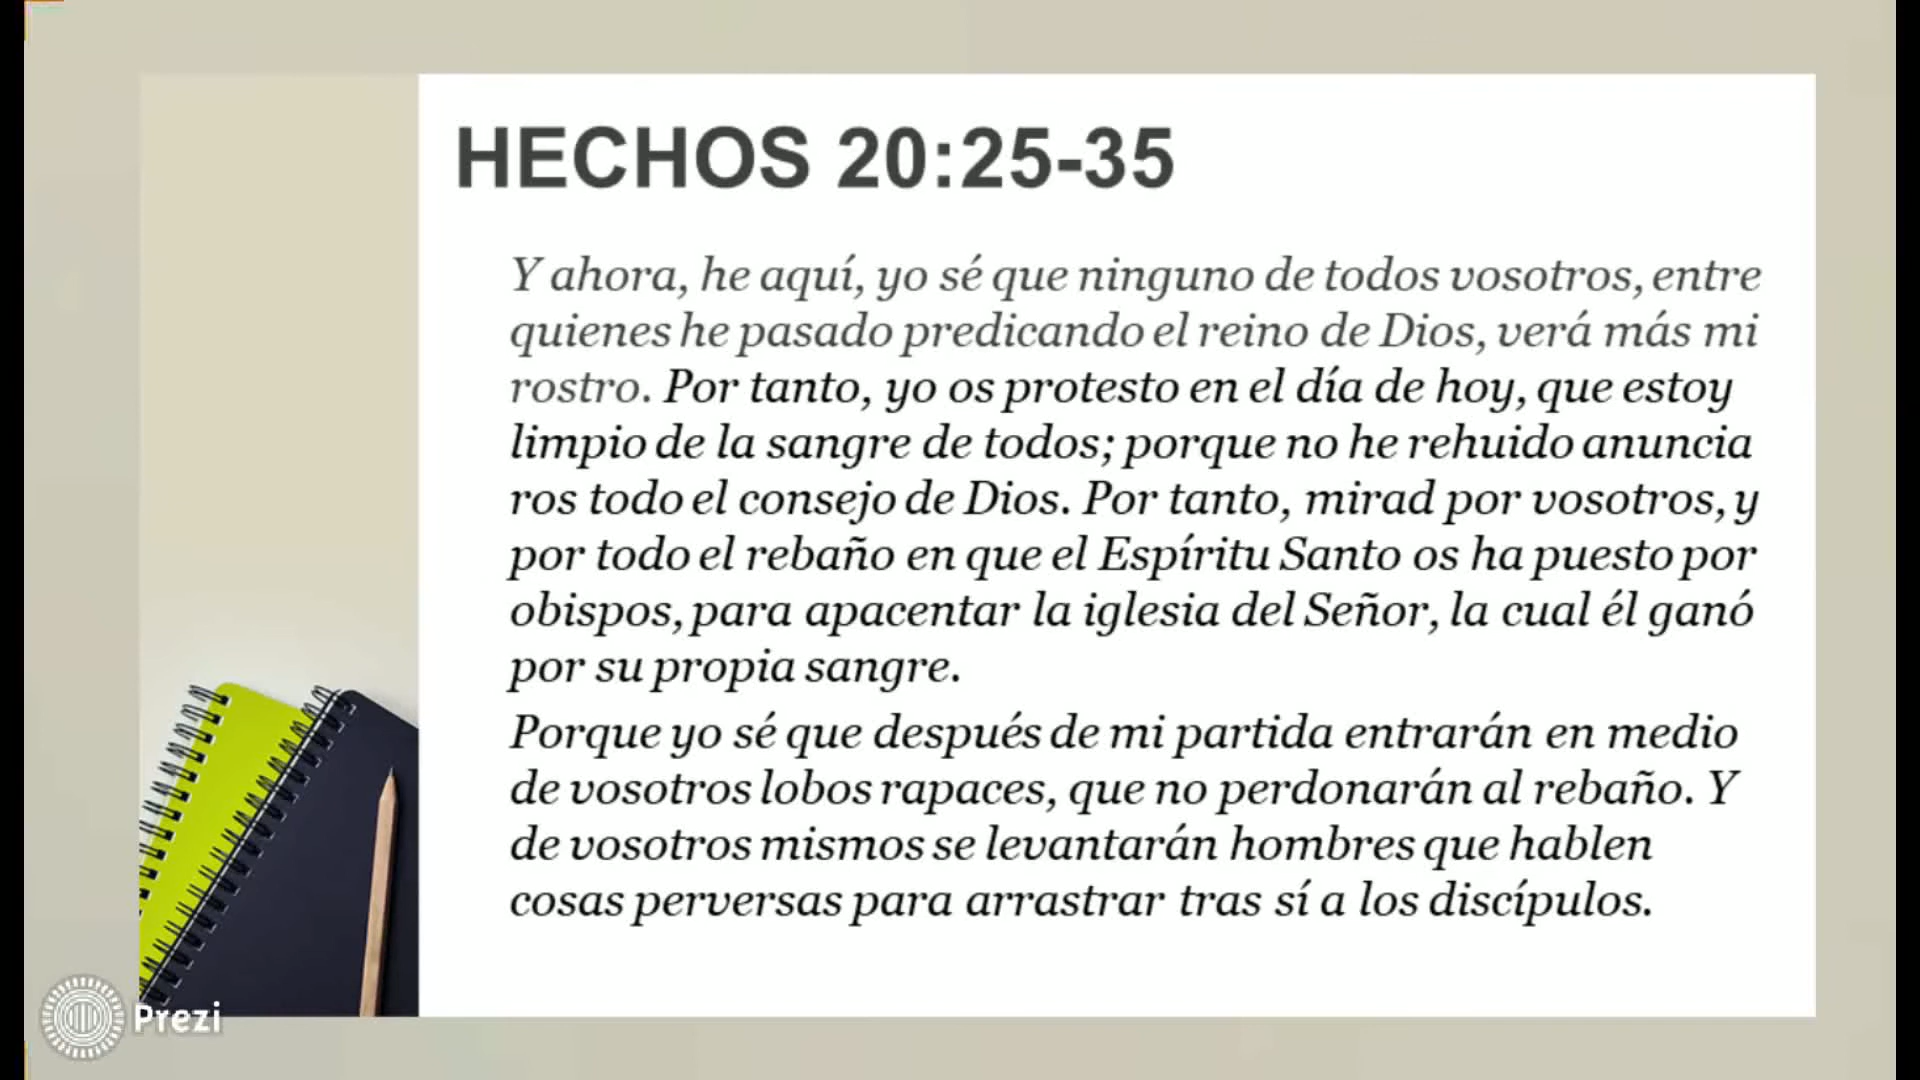 HECHOS 20:25-35
Y ahora, he aquí, yo sé que ninguno de todos vosotros, entre
quienes he pasado predicando el reino de Dios, verá más mi
rostro. Por tanto, yo os protesto en el día de hoy, que estoy
limpio de la sangre de todos; porque no he rehuido anuncia
ros todo el consejo de Dios. Por tanto, mirad por vosotros, y
por todo el rebaño en que el Espíritu Santo os ha puesto por
obispos, para apacentar la iglesia del Señor, la cual él ganó
por su propia sangre.
Porque yo sé que después de mi partida entrarán en medio
de vosotros lobos rapaces, que no perdonarán al rebaño. Y
de vosotros mismos se levantarán hombres que hablen
cosas perversas para arrastrar tras sí a los discípulos.
Prezi